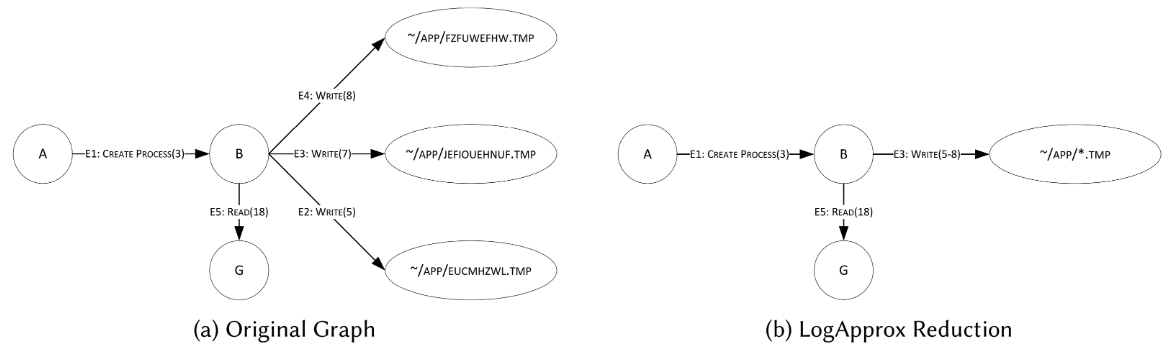 ~/APP/FZFUWEFHW.TMP
E4: WRITE(8)
A
E1: CREATE PROCESS(3)
B
E3: WRITE(7)
~/APP/JEFIOUEHNUF.TMP
E5: READ(18)
E2: WRITE(5)
G
~/APP/EUCMHZWL.TMP
(a) Original Graph
A
E1: CREATE PROCESS(3)
B
E3: WRITE(5-8)
~/APP/*.TMP
E5: READ(18)
G
(b) LogApprox Reduction